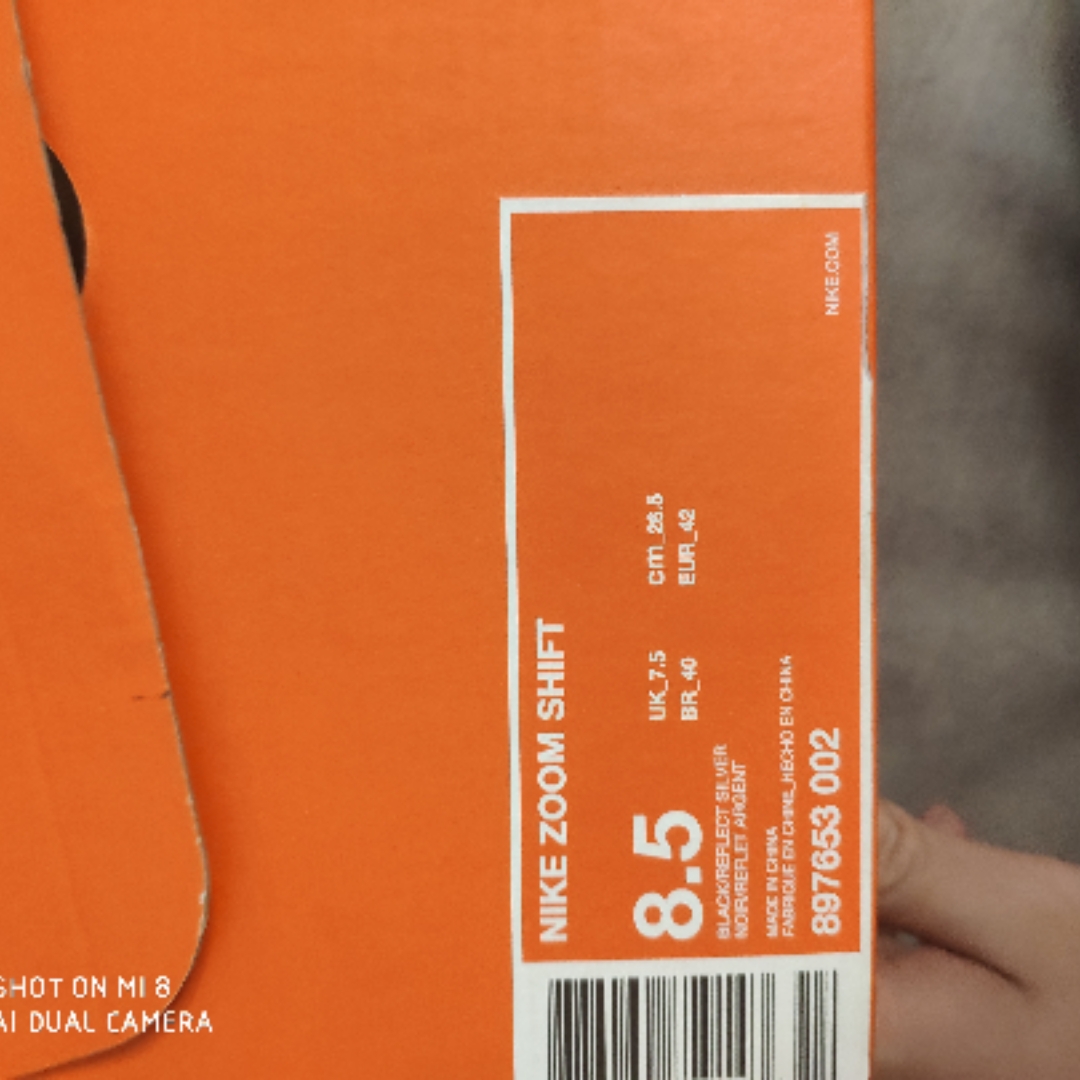 NIKE ZOOM SHIFT
8.5
UK_7.5 cm_26.5
BR_40 EUR_42
BLACK/REFLECT SILVER
NOIR/REFLET ARGENT
MADE IN CHINA
FABRIQUE EN CHINE_HECHO EN CHINA
897653 002
NIKE.COM
SHOT ON MI 8
AI DUAL CAMERA